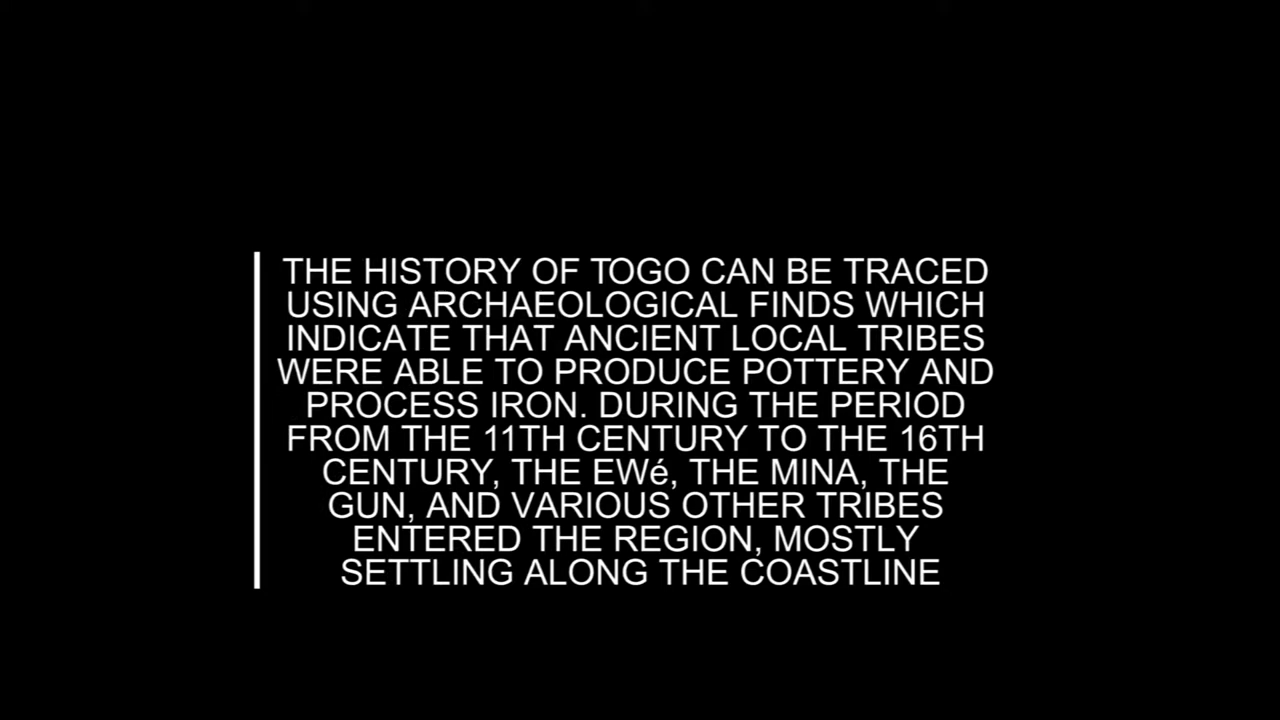 THE HISTORY OF TOGO CAN BE TRACED
USING ARCHAEOLOGICAL FINDS WHICH
INDICATE THAT ANCIENT LOCAL TRIBES
WERE ABLE TO PRODUCE POTTERY AND
PROCESS IRON. DURING THE PERIOD
FROM THE 11TH CENTURY TO THE 16TH
CENTURY, THE EWé, THE MINA, THE
GUN, AND VARIOUS OTHER TRIBES
ENTERED THE REGION, MOSTLY
SETTLING ALONG THE COASTLINE